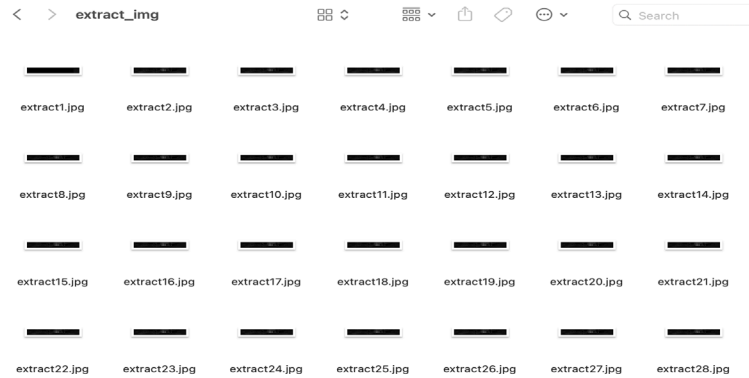 extract_img
Search
extract1.jpg extract2.jpg extract3.jpg extract4.jpg extract5.jpg extract6.jpg extract7.jpg
extract8.jpg extract9.jpg extract10.jpg extract11.jpg extract12.jpg extract13.jpg extract14.jpg
extract15.jpg extract16.jpg extract17.jpg extract18.jpg extract19.jpg extract20.jpg extract21.jpg
extract22.jpg extract23.jpg extract24.jpg extract25.jpg extract26.jpg extract27.jpg extract28.jpg